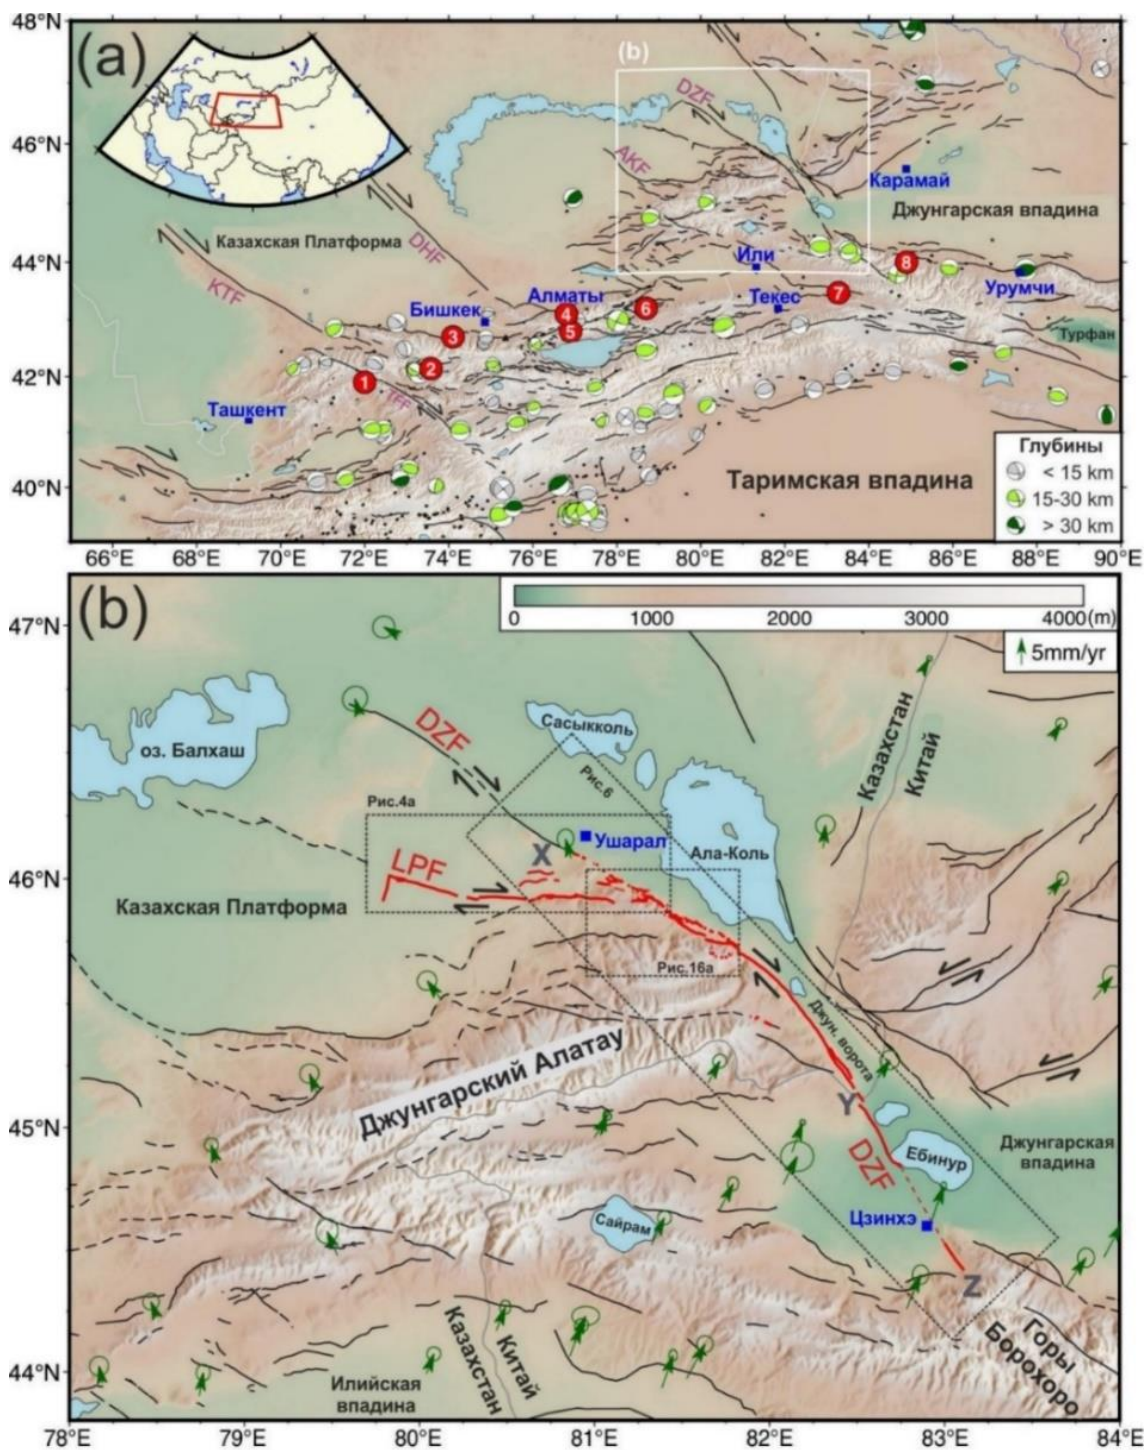 48°N
46°N
44°N
42°N
40°N
(a)
(b)
DZF
AKF
Карамай
Джунгарская впадина
Казахская Платформа
DHF
KTF
Или
8
Урумчи
Алматы
Текес
7
Бишкек
4
6
5
3
Турфан
2
1
TFF
Ташкент
Таримская впадина
Глубины
< 15 km
15-30 km
> 30 km
66°E
70°E
72°E
74°E
76°E
78°E
80°E
82°E
84°E
86°E
88°E
90°E
(b)
0
1000
2000
3000
4000(m)
5mm/yr
47°N
46°N
45°N
44°N
оз. Балхаш
DZF
Сасыкколь
Казахстан
Китай
Рис.6
Рис.4a
Ушарал
Ала-Коль
X
LPF
Казахская Платформа
Рис.16a
Джун. ворота
Джунгарский Алатау
Y
DZF
Ебинур
Джунгарская
впадина
Цзинхэ
Сайрам
Z
Горы
Борохоро
Казахстан
Китай
Илийская
впадина
78°E
79°E
80°E
81°E
82°E
83°E
84°E